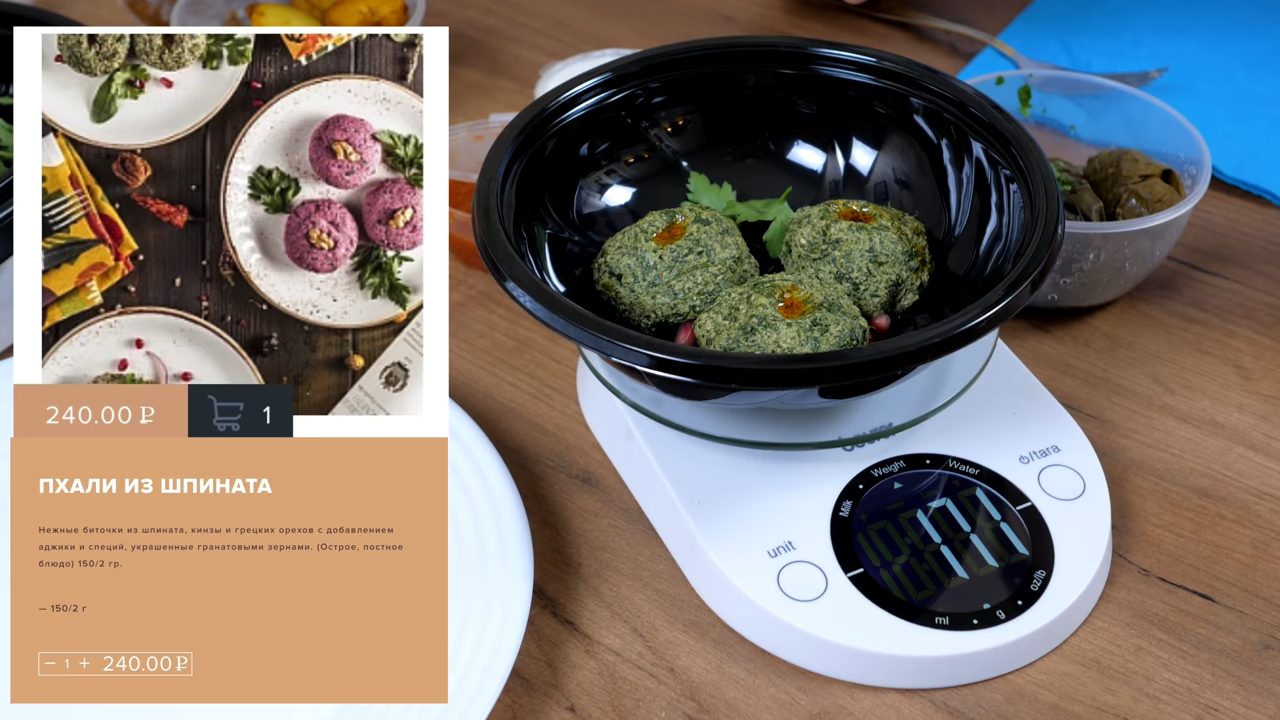 240.00 ₽
1
ПХАЛИ ИЗ ШПИНАТА
Нежные биточки из шпината, кинзы и грецких орехов с добавлением
аджики и специй, украшенные гранатовыми зернами. (Острое, постное
блюдо) 150/2 гр.
— 150/2 г
− 1 + 240.00 ₽
beurer
⏻/tara
unit
Milk • Weight • Water
ml • g • oz/lb